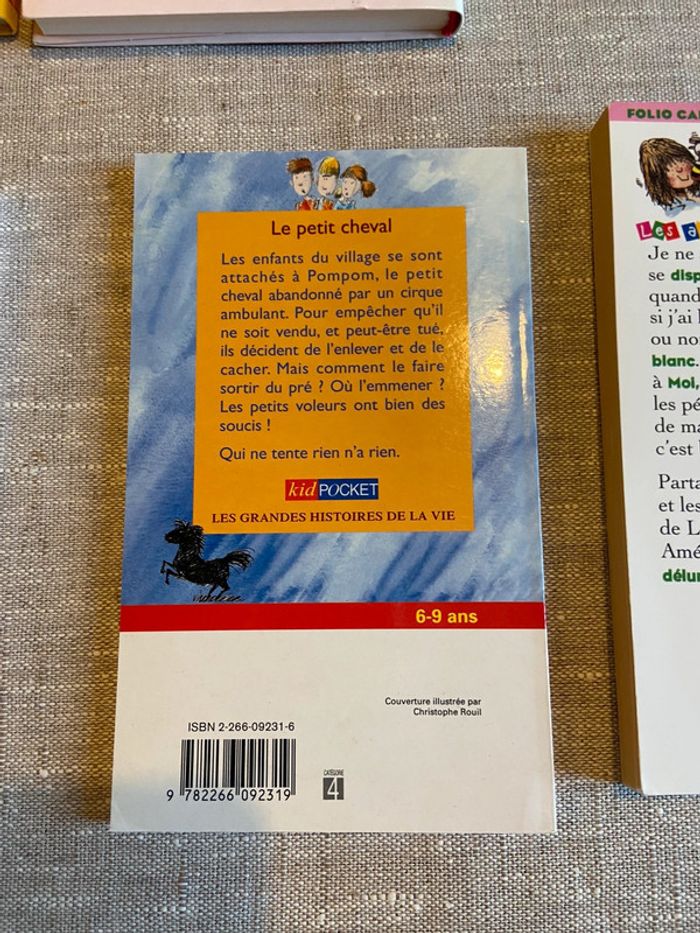 Le petit cheval
Les enfants du village se sont
attachés à Pompom, le petit
cheval abandonné par un cirque
ambulant. Pour empêcher qu'il
ne soit vendu, et peut-être tué,
ils décident de l'enlever et de le
cacher. Mais comment le faire
sortir du pré ? Où l'emmener ?
Les petits voleurs ont bien des
soucis !
Qui ne tente rien n'a rien.
kid POCKET
LES GRANDES HISTOIRES DE LA VIE
6-9 ans
Couverture illustrée par
Christophe Rouil
ISBN 2-266-09231-6
9 782266 092319
CATÉGORIE
4
FOLIO CA
Les a
Je ne
se disp
quand
si j'ai
ou no
blanc.
à Moi,
les pé
de ma
c'est
Parta
et les
de L
Amé
délur